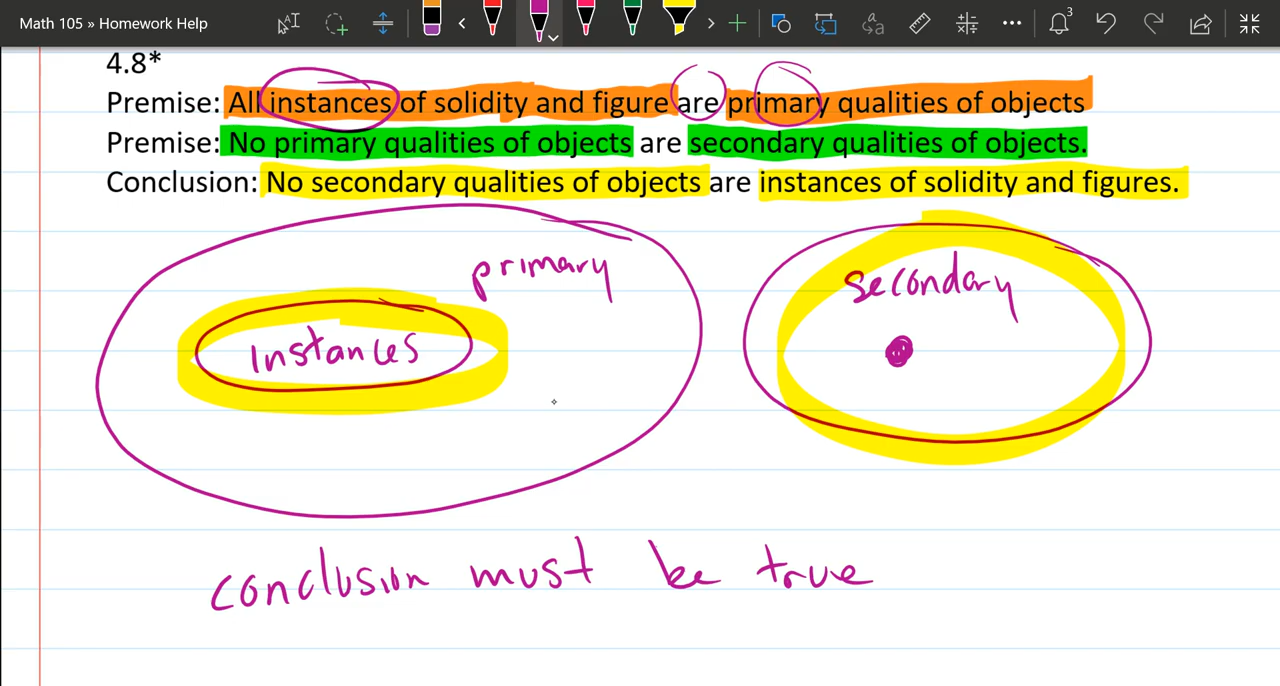 Math 105 » Homework Help
3
4.8*
Premise: All instances of solidity and figure are primary qualities of objects
Premise: No primary qualities of objects are secondary qualities of objects.
Conclusion: No secondary qualities of objects are instances of solidity and figures.
primary
secondary
Instances
conclusion must be true